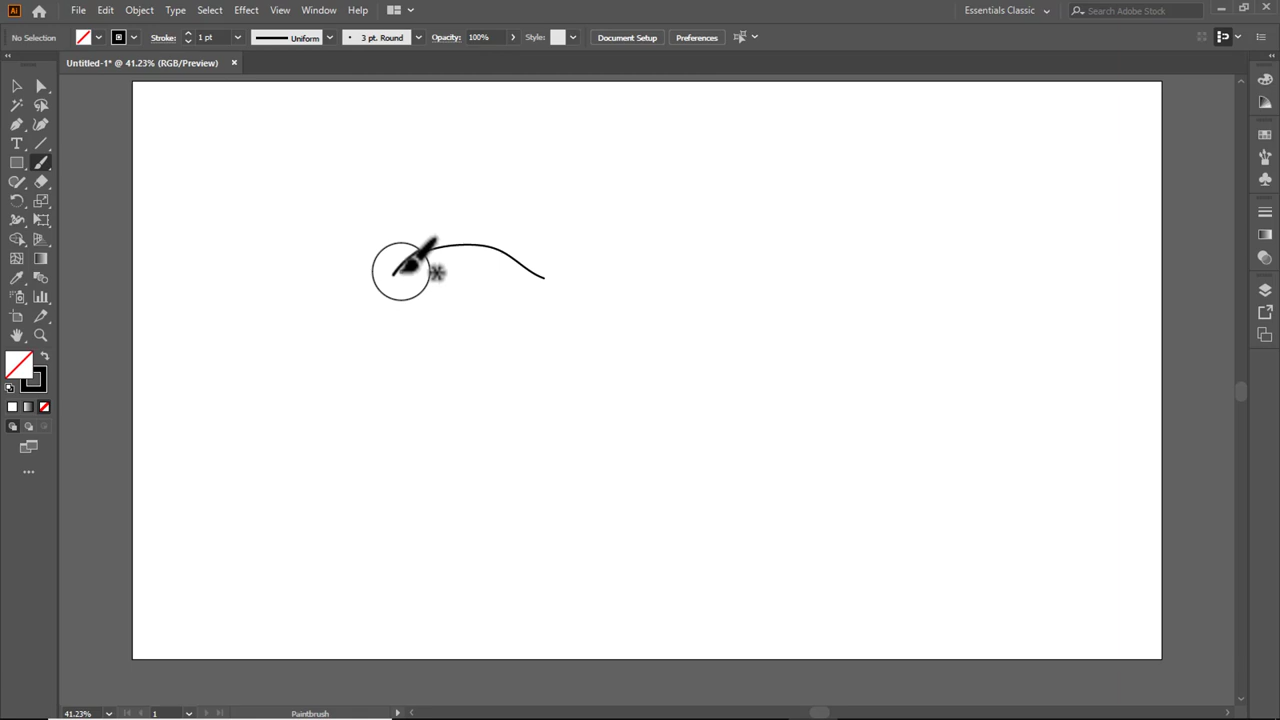 Ai File Edit Object Type Select Effect View Window Help Essentials Classic Search Adobe Stock
No Selection Stroke: 1 pt Uniform 3 pt. Round Opacity: 100% Style: Document Setup Preferences
Untitled-1* @ 41.23% (RGB/Preview)
41.23% 1 Paintbrush